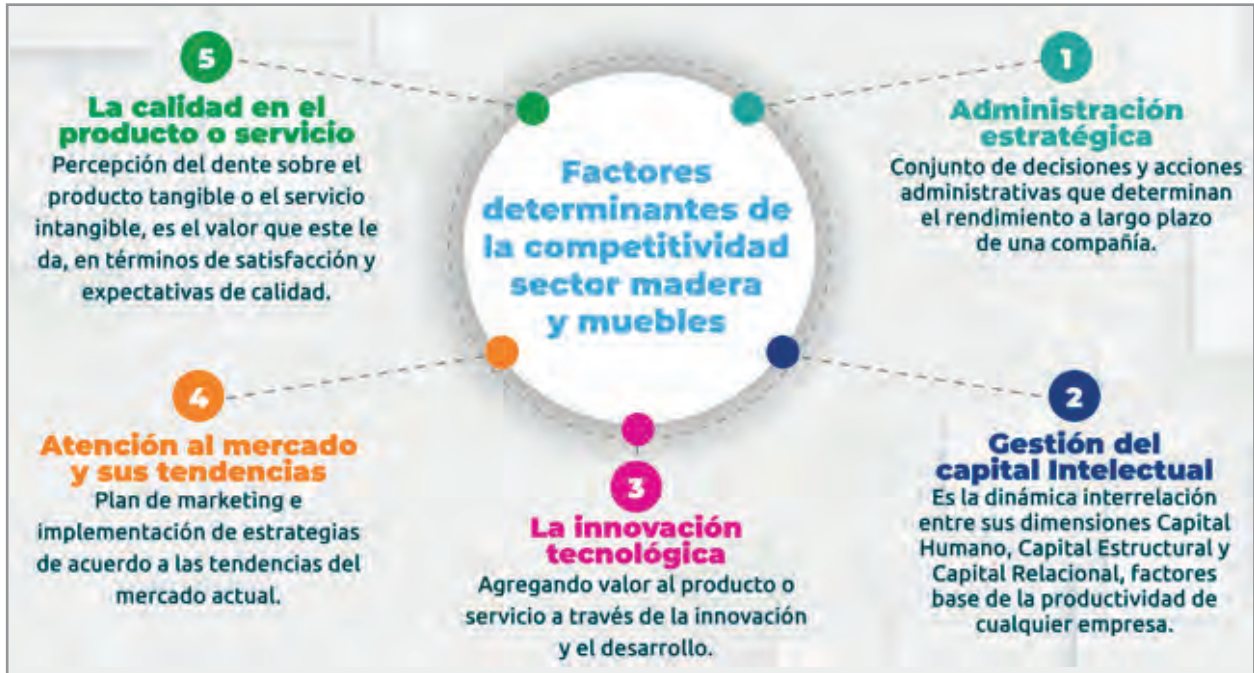 Factores
determinantes de
la competitividad
sector madera
y muebles
1
Administración
estratégica
Conjunto de decisiones y acciones
administrativas que determinan
el rendimiento a largo plazo
de una compañía.
2
Gestión del
capital Intelectual
Es la dinámica interrelación
entre sus dimensiones Capital
Humano, Capital Estructural y
Capital Relacional, factores
base de la productividad de
cualquier empresa.
3
La innovación
tecnológica
Agregando valor al producto o
servicio a través de la innovación
y el desarrollo.
4
Atención al mercado
y sus tendencias
Plan de marketing e
implementación de estrategias
de acuerdo a las tendencias del
mercado actual.
5
La calidad en el
producto o servicio
Percepción del dente sobre el
producto tangible o el servicio
intangible, es el valor que este le
da, en términos de satisfacción y
expectativas de calidad.